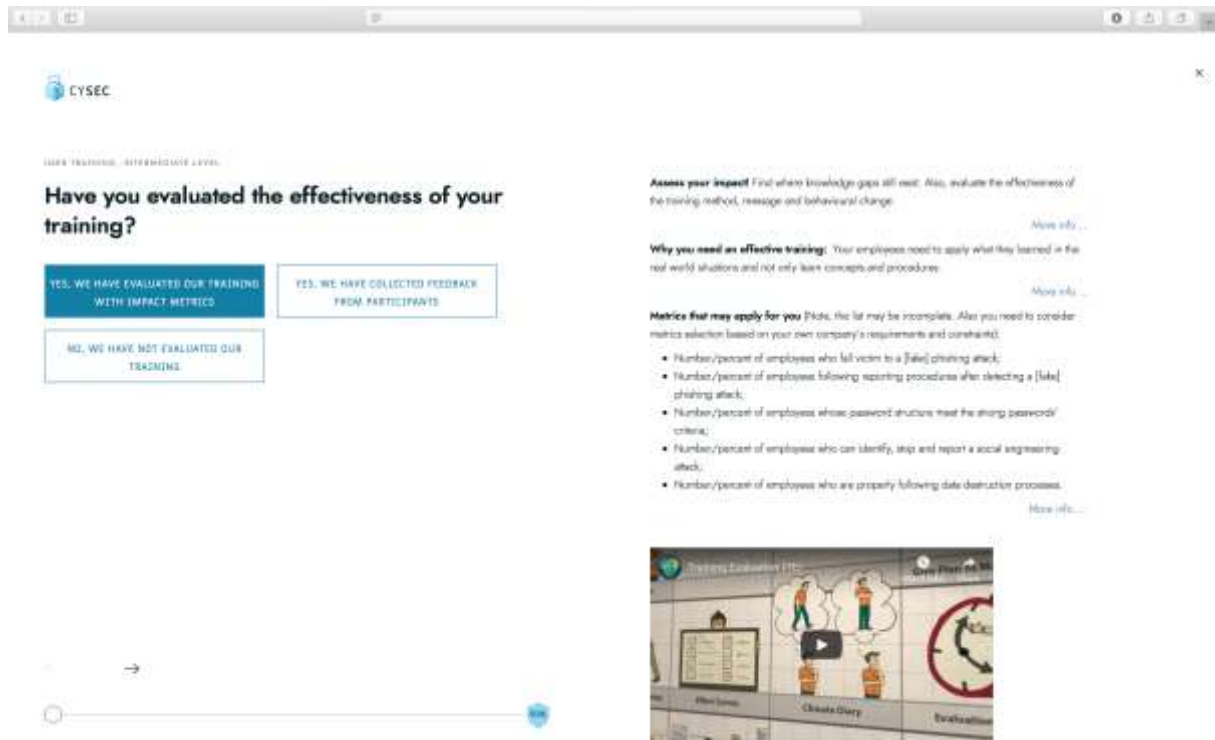 CYSEC
USER TRAINING, INTERMEDIATE LEVEL
Have you evaluated the effectiveness of your
training?
YES, WE HAVE EVALUATED OUR TRAINING
WITH IMPACT METRICS
YES, WE HAVE COLLECTED FEEDBACK
FROM PARTICIPANTS
NO, WE HAVE NOT EVALUATED OUR
TRAINING
Assess your impact! Find where knowledge gaps still exist. Also, evaluate the effectiveness of
the training method, message and behavioural change.
More info ...
Why you need an effective training: Your employees need to apply what they learned in the
real world situations and not only learn concepts and procedures.
More info ...
Metrics that may apply for you (Note, the list may be incomplete. Also you need to consider
metrics selection based on your own company's requirements and constraints):
• Number/percent of employees who fall victim to a [fake] phishing attack;
• Number/percent of employees following reporting procedures after detecting a [fake]
phishing attack;
• Number/percent of employees whose password structure meet the strong passwords'
criteria;
• Number/percent of employees who can identify, stop and report a social engineering
attack;
• Number/percent of employees who are properly following data destruction processes.
More info ...
Training Evaluation
Climate Diary
Evaluation